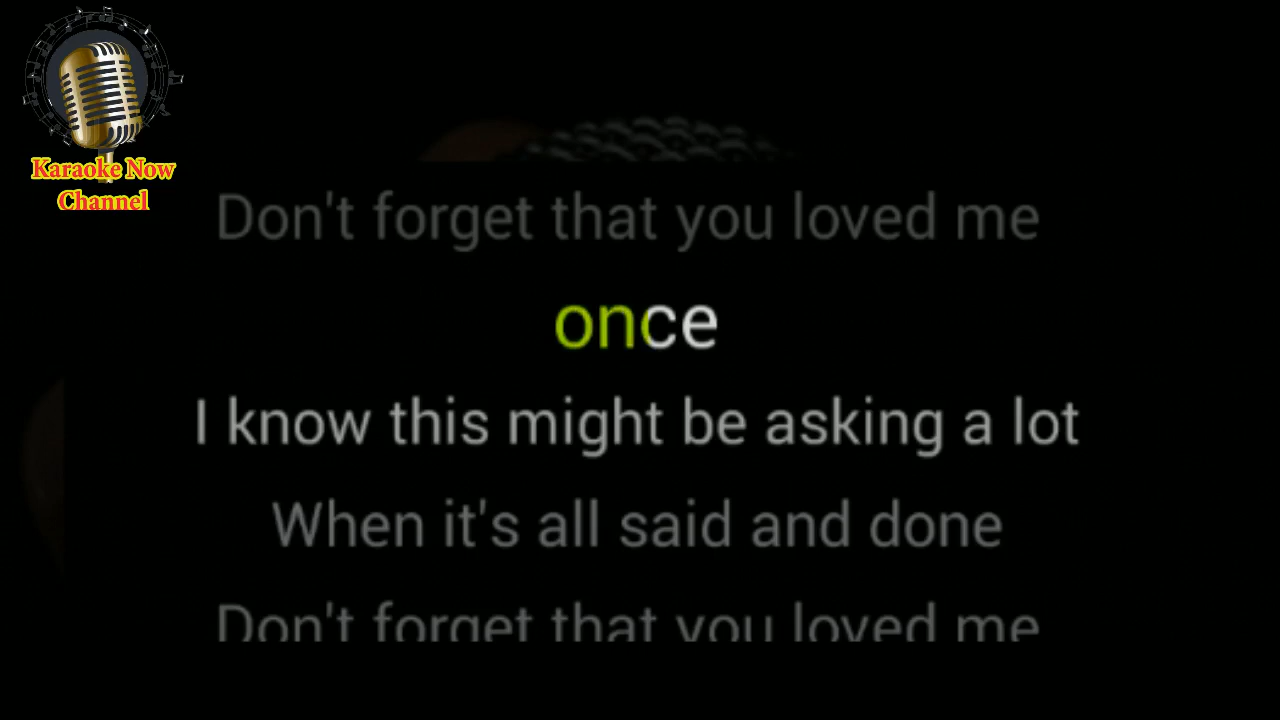 Karaoke Now
Channel
Don't forget that you loved me
once
I know this might be asking a lot
When it's all said and done
Don't forget that you loved me